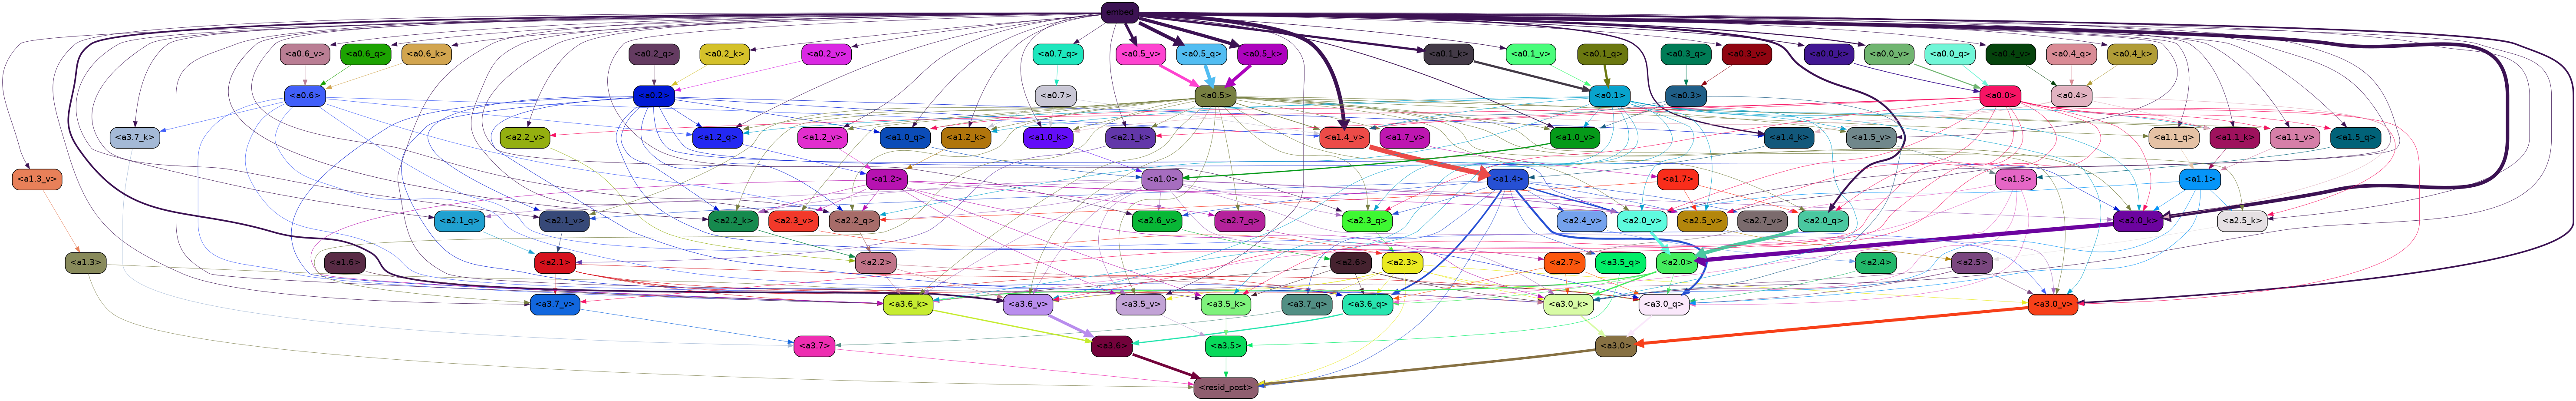 embed
<a0.6_v> <a0.6_q> <a0.6_k> <a0.2_q> <a0.2_k> <a0.2_v> <a0.7_q> <a0.5_v> <a0.5_q> <a0.5_k> <a0.1_k> <a0.1_v> <a0.1_q> <a0.3_q> <a0.3_v> <a0.0_k> <a0.0_v> <a0.0_q> <a0.4_v> <a0.4_q> <a0.4_k>
<a0.6> <a0.2> <a0.7> <a0.5> <a0.1> <a0.3> <a0.0> <a0.4>
<a3.7_k> <a2.2_v> <a1.2_q> <a1.2_v> <a1.0_q> <a1.2_k> <a1.0_k> <a2.1_k> <a1.4_v> <a1.7_v> <a1.0_v> <a1.4_k> <a1.5_v> <a1.1_q> <a1.1_k> <a1.1_v> <a1.5_q>
<a1.3_v> <a1.2> <a1.0> <a1.4> <a1.7> <a1.5> <a1.1>
<a2.1_q> <a2.1_v> <a2.2_k> <a2.3_v> <a2.2_q> <a2.6_v> <a2.7_q> <a2.3_q> <a2.4_v> <a2.0_v> <a2.5_v> <a2.7_v> <a2.0_q> <a2.0_k> <a2.5_k>
<a1.3> <a1.6> <a2.1> <a2.2> <a2.6> <a2.3> <a2.7> <a3.5_q> <a2.0> <a2.4> <a2.5>
<a3.7_v> <a3.6_k> <a3.6_v> <a3.5_v> <a3.5_k> <a3.7_q> <a3.6_q> <a3.0_k> <a3.0_q> <a3.0_v>
<a3.7> <a3.6> <a3.5> <a3.0>
<resid_post>